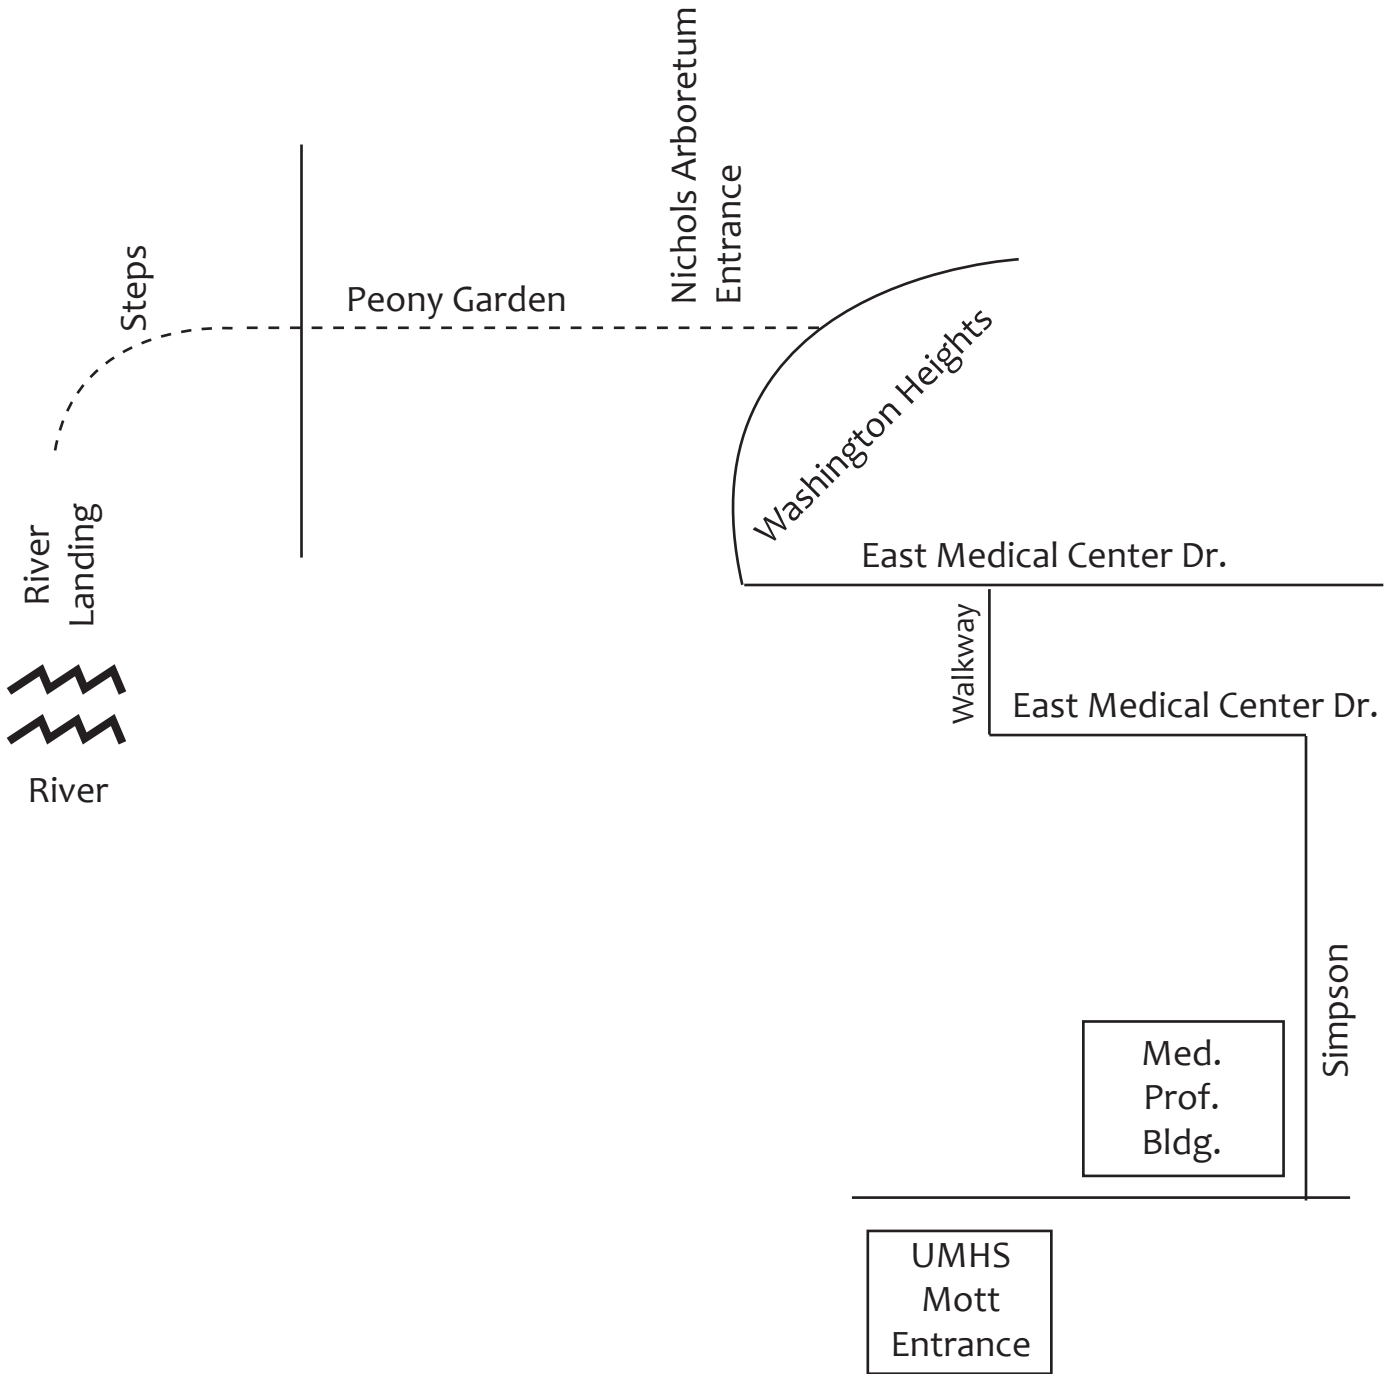 Nichols Arboretum
Entrance
Steps
Peony Garden
Washington Heights
River
Landing
East Medical Center Dr.
Walkway
East Medical Center Dr.
River
Simpson
Med.
Prof.
Bldg.
UMHS
Mott
Entrance